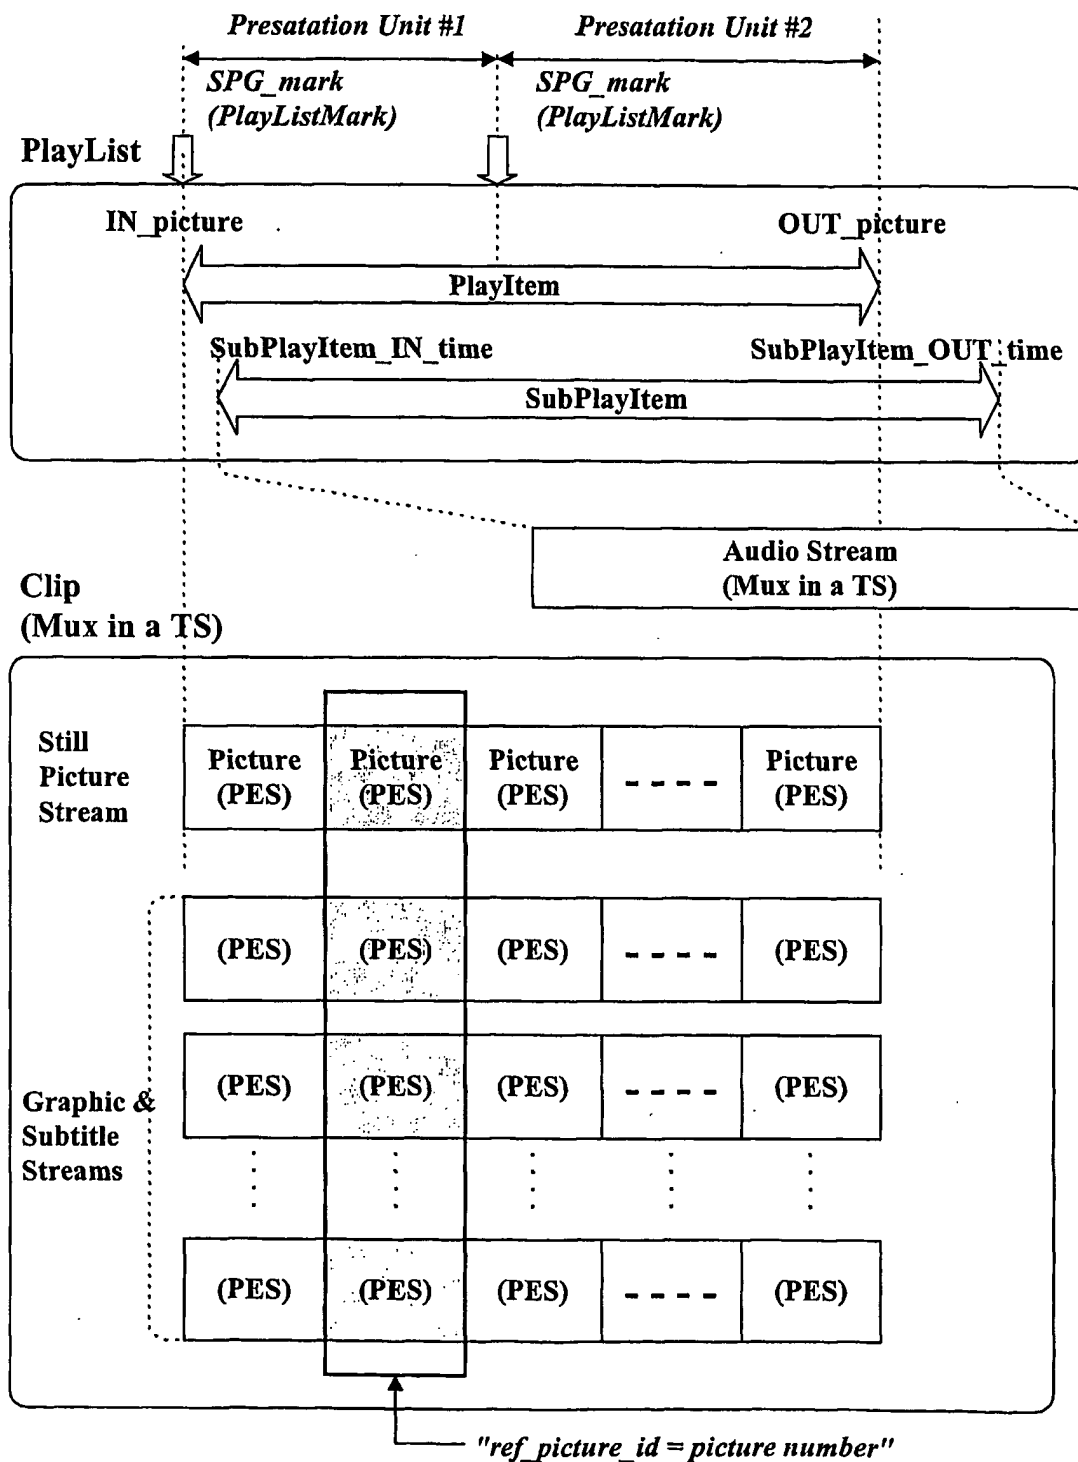 Presatation Unit #1
Presatation Unit #2
SPG_mark
(PlayListMark)
SPG_mark
(PlayListMark)
PlayList
IN_picture
OUT_picture
PlayItem
SubPlayItem_IN_time
SubPlayItem_OUT_time
SubPlayItem
Audio Stream
(Mux in a TS)
Clip
(Mux in a TS)
Still
Picture
Stream
Picture
(PES)
Picture
(PES)
Picture
(PES)
Picture
(PES)
(PES)
(PES)
(PES)
(PES)
(PES)
(PES)
(PES)
(PES)
Graphic &
Subtitle
Streams
(PES)
(PES)
(PES)
(PES)
"ref_picture_id = picture number"